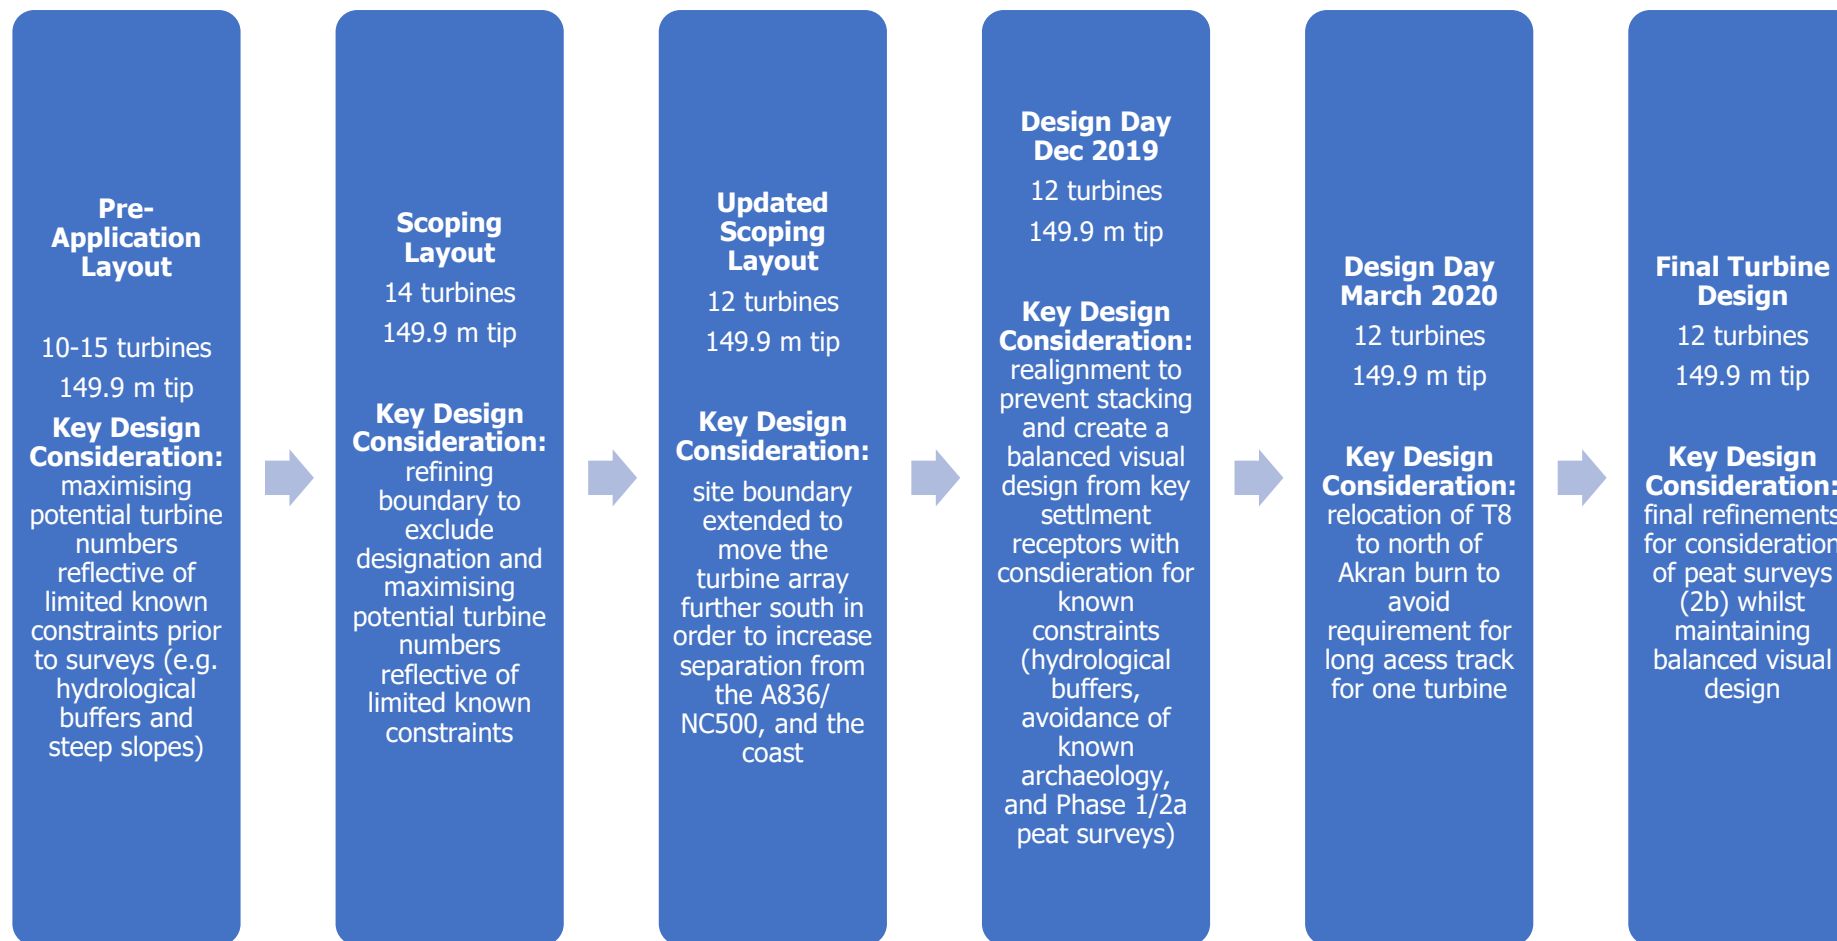 Pre-
Application
Layout
10-15 turbines
149.9 m tip
Key Design
Consideration:
maximising
potential turbine
numbers
reflective of
limited known
constraints prior
to surveys (e.g.
hydrological
buffers and
steep slopes)
Scoping
Layout
14 turbines
149.9 m tip
Key Design
Consideration:
refining
boundary to
exclude
designation and
maximising
potential turbine
numbers
reflective of
limited known
constraints
Updated
Scoping
Layout
12 turbines
149.9 m tip
Key Design
Consideration:
site boundary
extended to
move the
turbine array
further south in
order to increase
separation from
the A836/
NC500, and the
coast
Design Day
Dec 2019
12 turbines
149.9 m tip
Key Design
Consideration:
realignment to
prevent stacking
and create a
balanced visual
design from key
settlment
receptors with
consdieration for
known
constraints
(hydrological
buffers,
avoidance of
known
archaeology,
and Phase 1/2a
peat surveys)
Design Day
March 2020
12 turbines
149.9 m tip
Key Design
Consideration:
relocation of T8
to north of
Akran burn to
avoid
requirement for
long acess track
for one turbine
Final Turbine
Design
12 turbines
149.9 m tip
Key Design
Consideration:
final refinements
for consideration
of peat surveys
(2b) whilst
maintaining
balanced visual
design